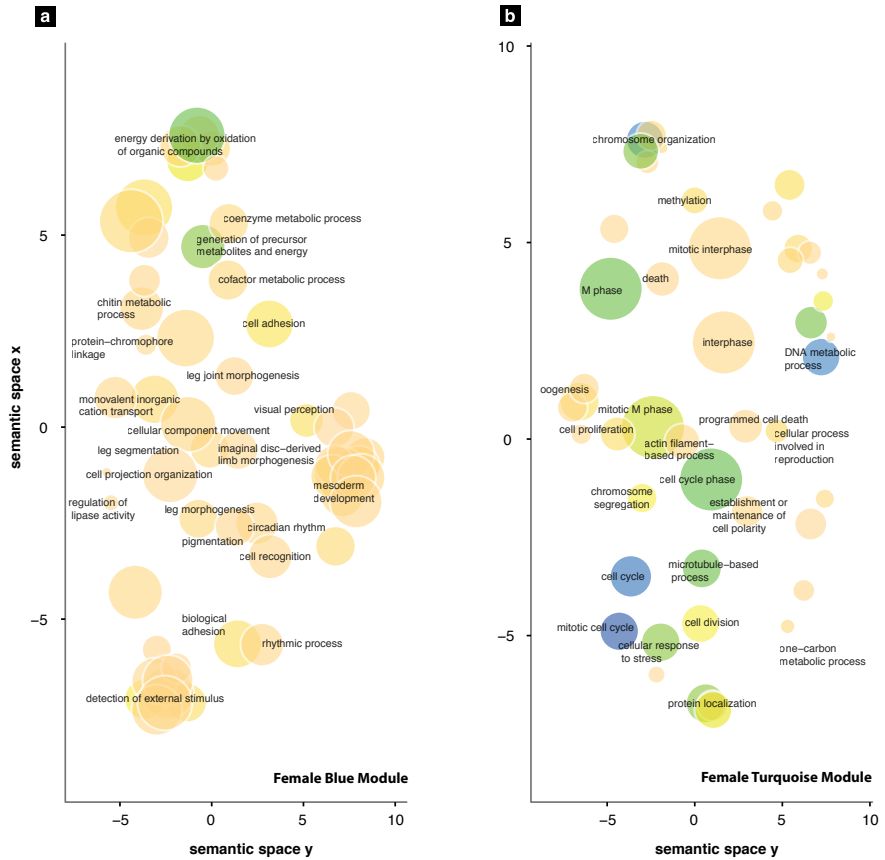 a
energy derivation by oxidation
of organic compounds
5
coenzyme metabolic process
generation of precursor
metabolites and energy
cofactor metabolic process
chitin metabolic
process
cell adhesion
protein−chromophore
linkage
leg joint morphogenesis
monovalent inorganic
cation transport
visual perception
0
cellular component movement
leg segmentation
imaginal disc−derived
limb morphogenesis
cell projection organization
mesoderm
development
regulation of
lipase activity
leg morphogenesis
circadian rhythm
pigmentation
cell recognition
−5
biological
adhesion
rhythmic process
detection of external stimulus
Female Blue Module
−5
0
5
10
semantic space y
semantic space x
b
10
chromosome organization
methylation
5
mitotic interphase
death
M phase
interphase
DNA metabolic
process
oogenesis
mitotic M phase
programmed cell death
0
cell proliferation
actin filament−
based process
cellular process
involved in
reproduction
cell cycle phase
chromosome
segregation
establishment or
maintenance of
cell polarity
microtubule−based
process
cell cycle
mitotic cell cycle
cell division
−5
cellular response
to stress
one−carbon
metabolic process
protein localization
Female Turquoise Module
−5
0
5
10
semantic space y